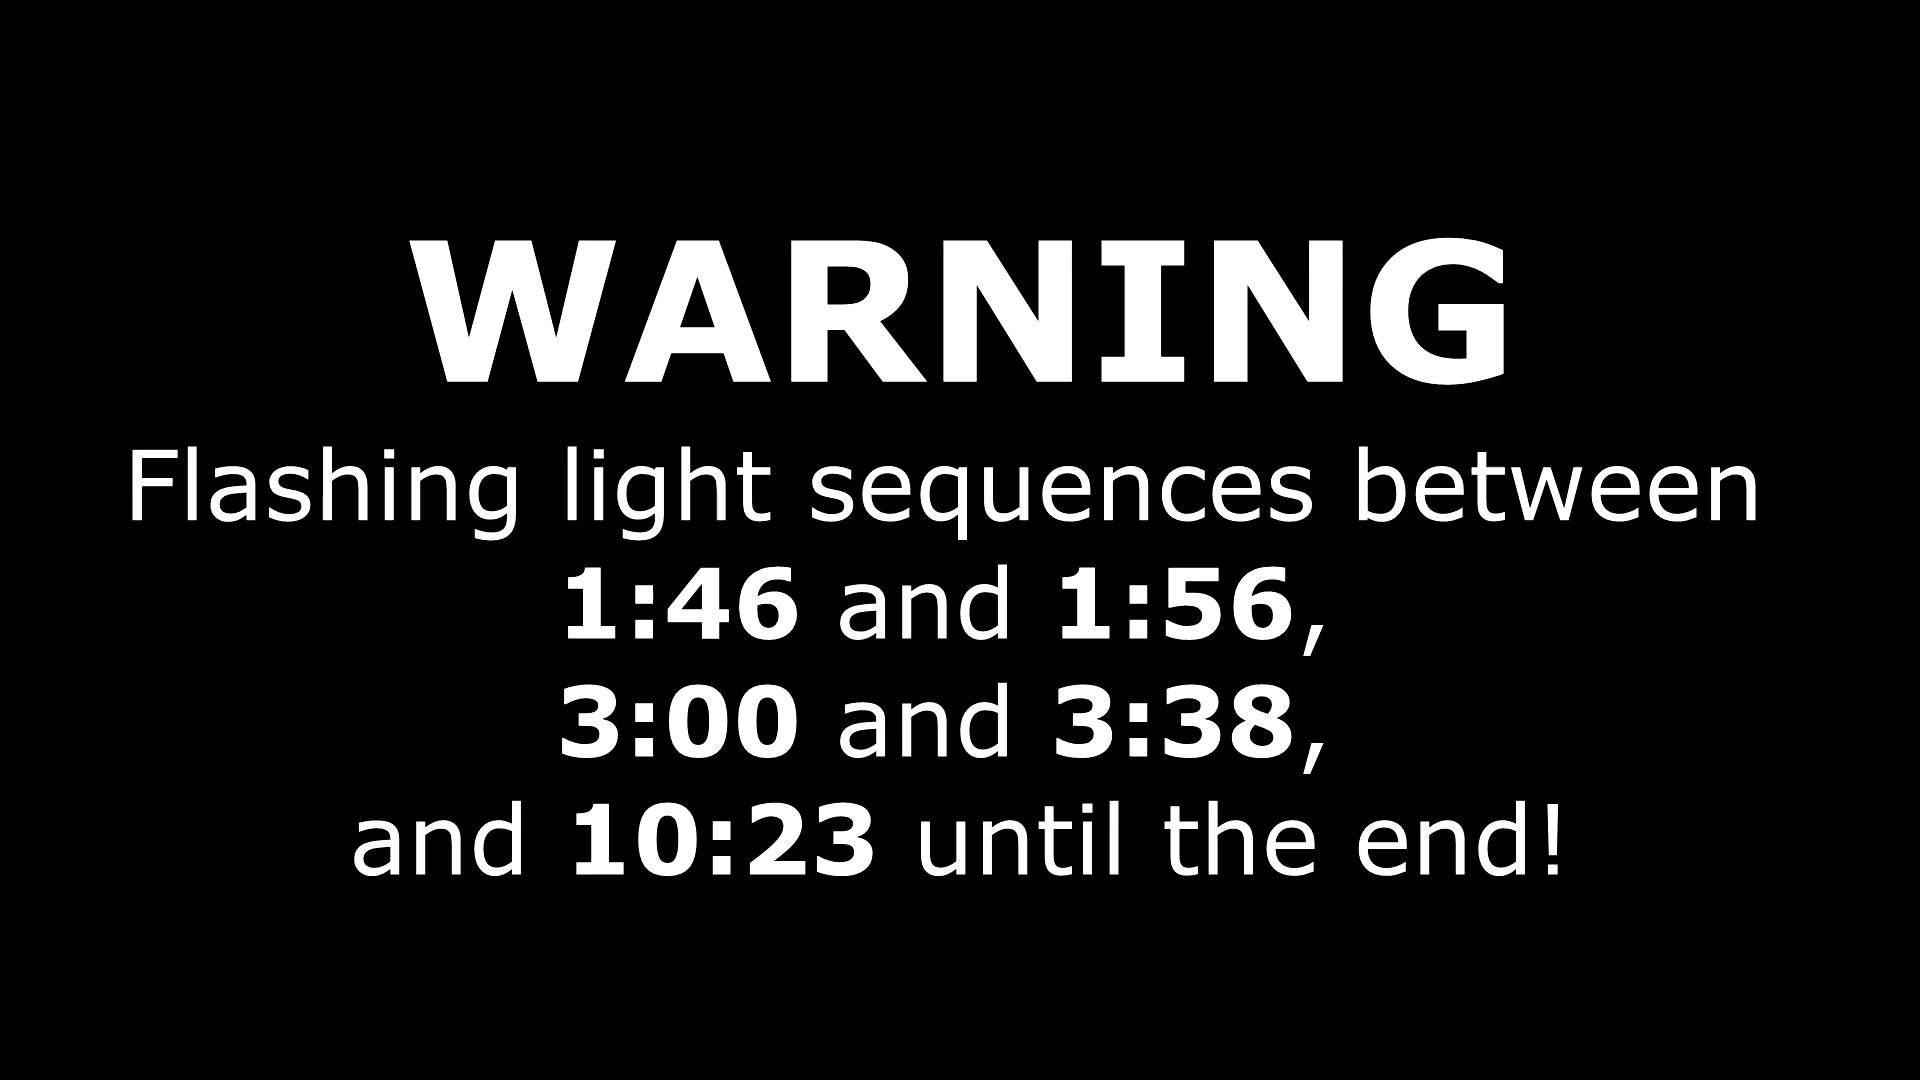 WARNING
Flashing light sequences between
1:46 and 1:56,
3:00 and 3:38,
and 10:23 until the end!